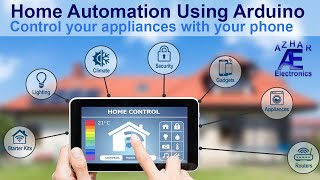 Home Automation Using Arduino
Control your appliances with your phone
AZHAR
Æ
Electronics
Security
Climate
Gadgets
Lighting
HOME CONTROL
21°C
Appliances
Starter Kits
Routers